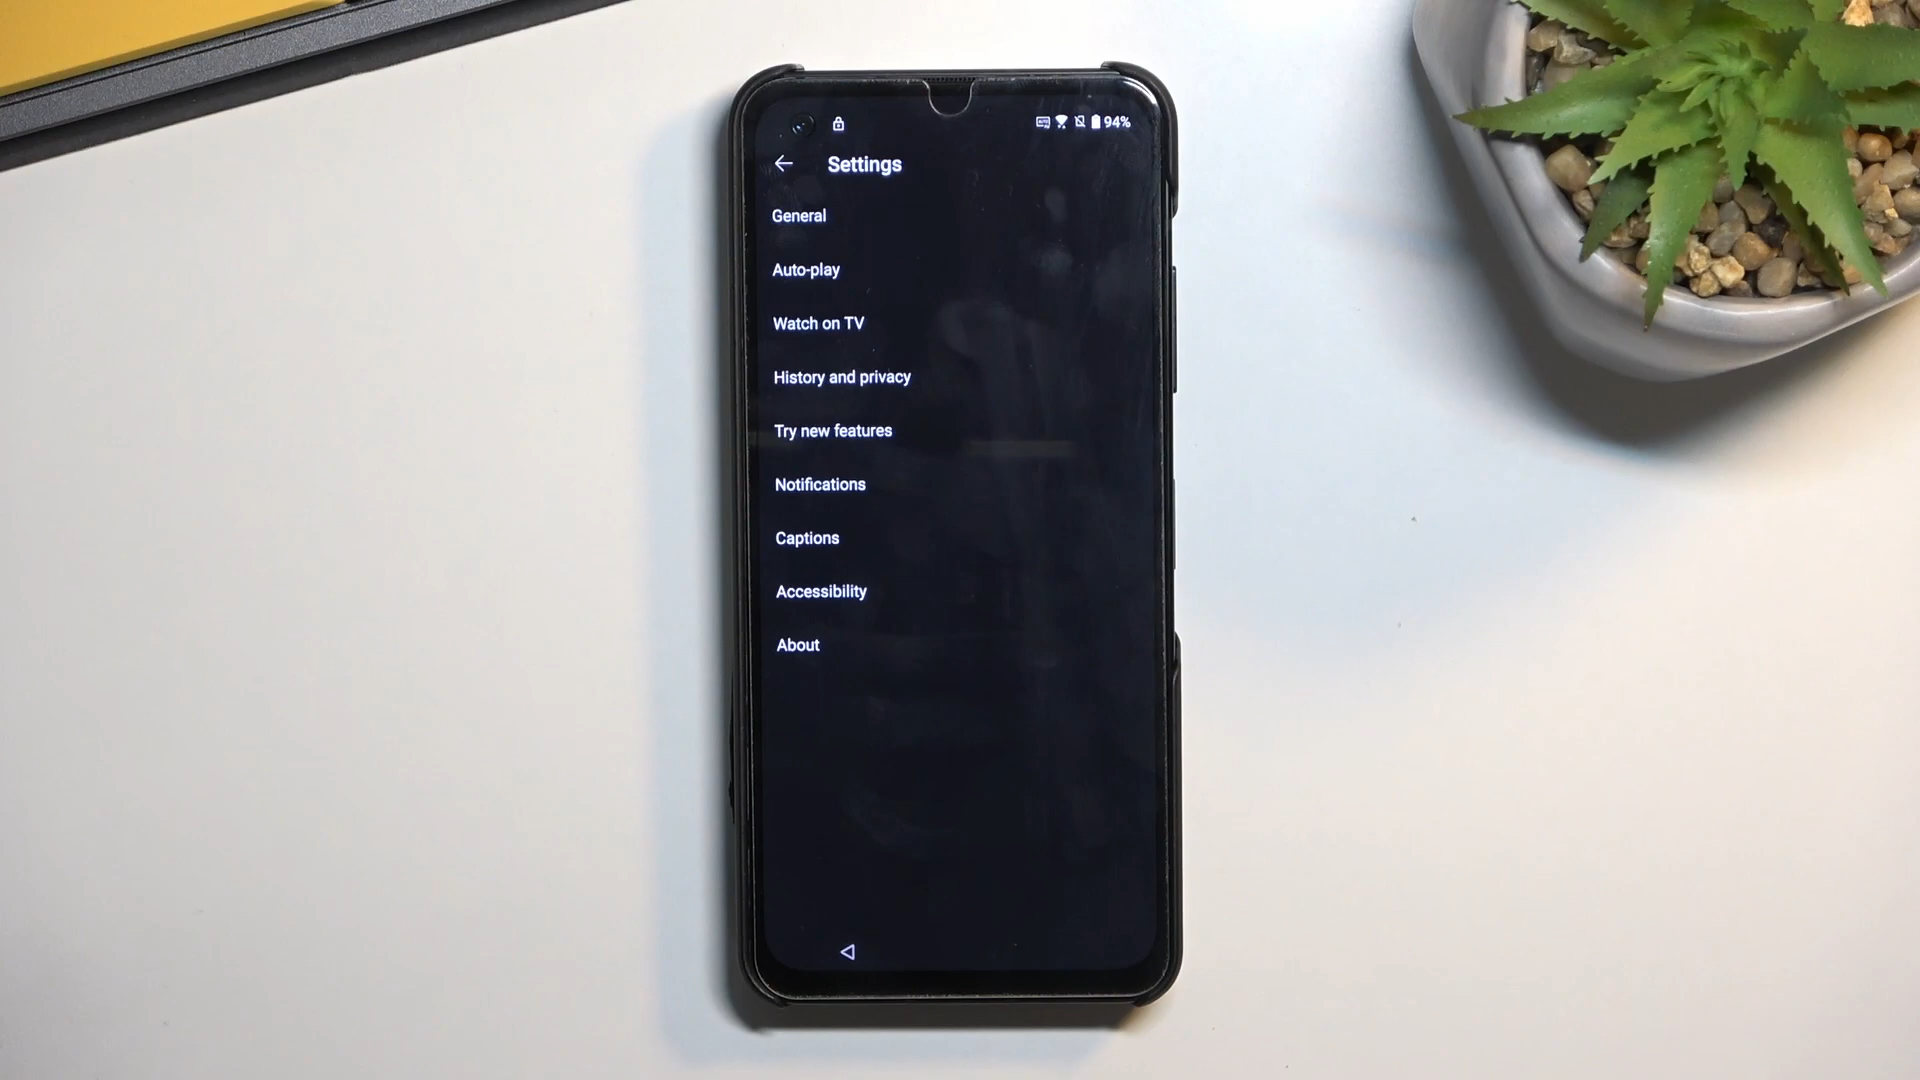 94%
Settings
General
Auto-play
Watch on TV
History and privacy
Try new features
Notifications
Captions
Accessibility
About